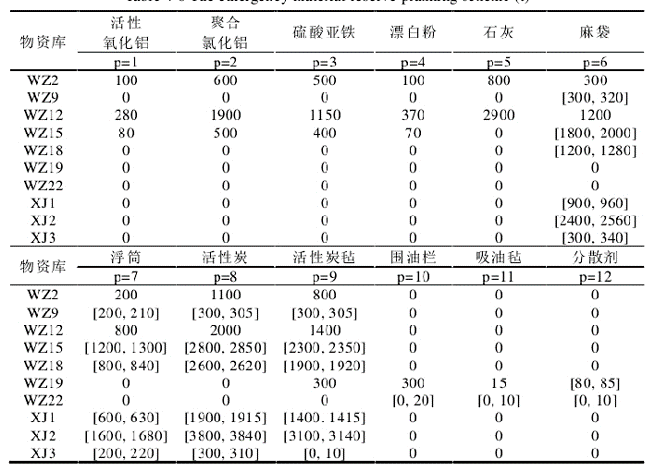 活性 聚合
物资库 氧化铝 氯化铝 硫酸亚铁 漂白粉 石灰 麻袋
p=1 p=2 p=3 p=4 p=5 p=6
WZ2 100 600 500 100 800 300
WZ9 0 0 0 0 0 [300, 320]
WZ12 280 1900 1150 370 2900 1200
WZ15 80 500 400 70 0 [1800, 2000]
WZ18 0 0 0 0 0 [1200, 1280]
WZ19 0 0 0 0 0 0
WZ22 0 0 0 0 0 0
XJ1 0 0 0 0 0 [900, 960]
XJ2 0 0 0 0 0 [2400, 2560]
XJ3 0 0 0 0 0 [300, 340]
物资库 浮筒 活性炭 活性炭毡 围油栏 吸油毡 分散剂
p=7 p=8 p=9 p=10 p=11 p=12
WZ2 200 1100 800 0 0 0
WZ9 [200, 210] [300, 305] [300, 305] 0 0 0
WZ12 800 2000 1400 0 0 0
WZ15 [1200, 1300] [2800, 2850] [2300, 2350] 0 0 0
WZ18 [800, 840] [2600, 2620] [1900, 1920] 0 0 0
WZ19 0 0 300 300 15 [80, 85]
WZ22 0 0 0 [0, 20] [0, 10] [0, 10]
XJ1 [600, 630] [1900, 1915] [1400, 1415] 0 0 0
XJ2 [1600, 1680] [3800, 3840] [3100, 3140] 0 0 0
XJ3 [200, 220] [300, 310] [0, 10] 0 0 0